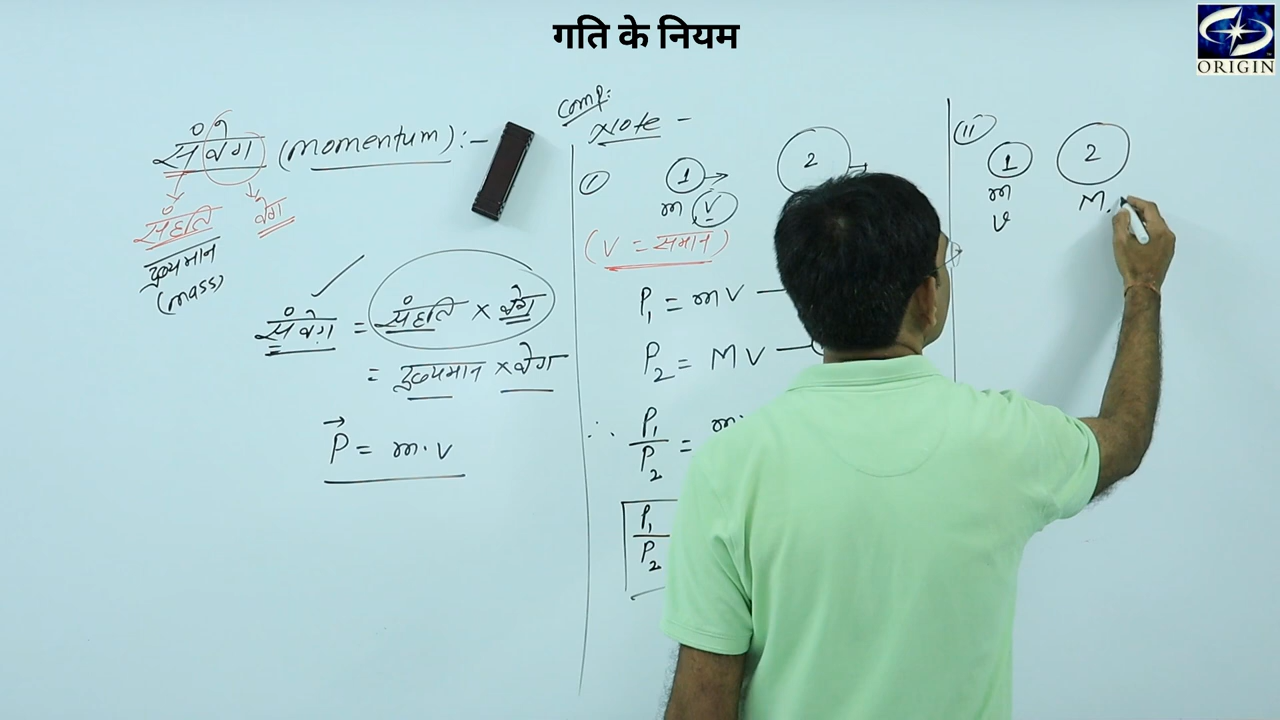 गति के नियम
ORIGIN
संवेग (momentum) :-
संहति वेग
द्रव्यमान
(mass)
संवेग = संहति × वेग
= द्रव्यमान × वेग
P = m·v
Comp:
Note -
(i) 1 2
m V
(V = समान)
P1 = mV
P2 = MV
∴ P1/P2 = m·
P1/P2
(ii) 1 2
m M.
v